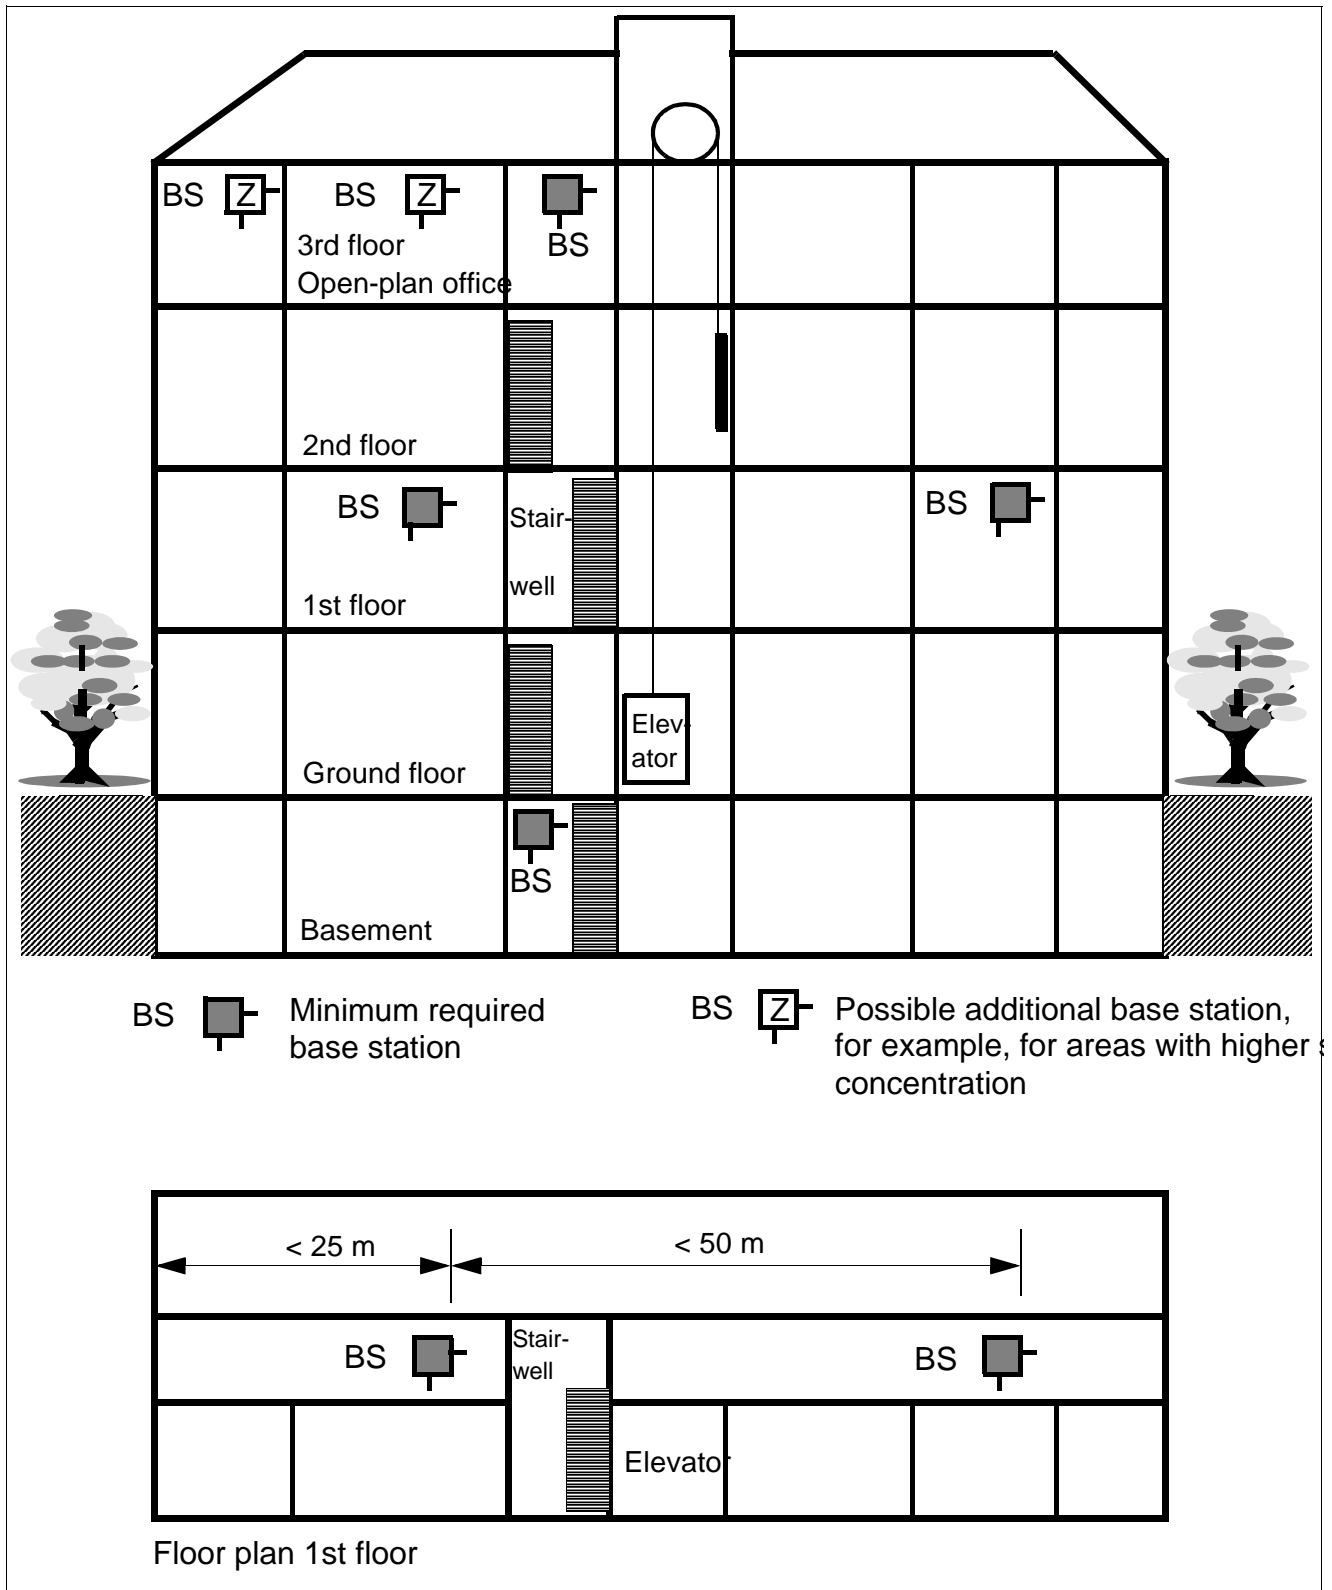 BS Z BS Z
BS
3rd floor
Open-plan office
2nd floor
BS BS
Stair-
well
1st floor
Elev-
ator
Ground floor
BS
Basement
BS Minimum required
base station
BS Z Possible additional base station,
for example, for areas with higher
concentration
< 25 m < 50 m
Stair-
well
BS BS
Elevator
Floor plan 1st floor